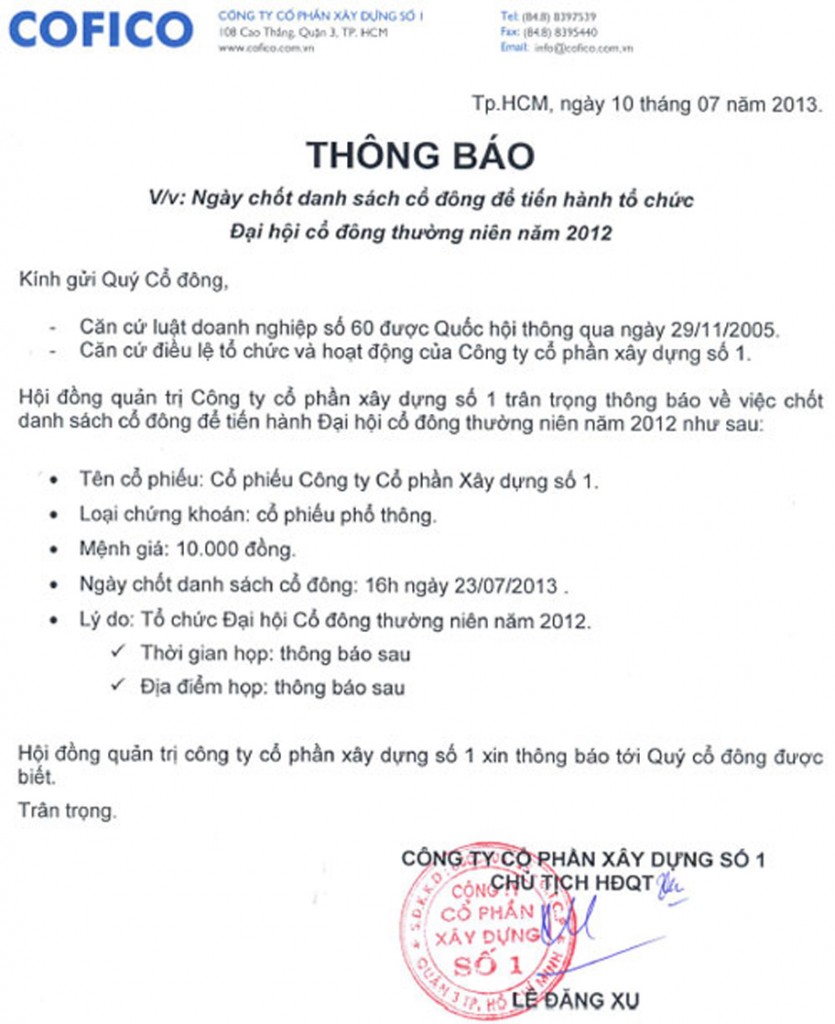 COFICO
CÔNG TY CỔ PHẦN XÂY DỰNG SỐ 1
108 Cao Thắng, Quận 3, TP. HCM
www.cofico.com.vn
Tel: (84.8) 8397539
Fax: (84.8) 8395440
Email: info@cofico.com.vn
Tp.HCM, ngày 10 tháng 07 năm 2013.
THÔNG BÁO
V/v: Ngày chốt danh sách cổ đông để tiến hành tổ chức
Đại hội cổ đông thường niên năm 2012
Kính gửi Quý Cổ đông,
- Căn cứ luật doanh nghiệp số 60 được Quốc hội thông qua ngày 29/11/2005.
- Căn cứ điều lệ tổ chức và hoạt động của Công ty cổ phần xây dựng số 1.
Hội đồng quản trị Công ty cổ phần xây dựng số 1 trân trọng thông báo về việc chốt
danh sách cổ đông để tiến hành Đại hội cổ đông thường niên năm 2012 như sau:
• Tên cổ phiếu: Cổ phiếu Công ty Cổ phần Xây dựng số 1.
• Loại chứng khoán: cổ phiếu phổ thông.
• Mệnh giá: 10.000 đồng.
• Ngày chốt danh sách cổ đông: 16h ngày 23/07/2013 .
• Lý do: Tổ chức Đại hội Cổ đông thường niên năm 2012.
✓ Thời gian họp: thông báo sau
✓ Địa điểm họp: thông báo sau
Hội đồng quản trị công ty cổ phần xây dựng số 1 xin thông báo tới Quý cổ đông được
biết.
Trân trọng.
CÔNG TY CỔ PHẦN XÂY DỰNG SỐ 1
CHỦ TỊCH HĐQT
CÔNG TY
CỔ PHẦN
XÂY DỰNG
SỐ 1
QUẬN 3 TP. HỒ CHÍ MINH
LÊ ĐĂNG XU